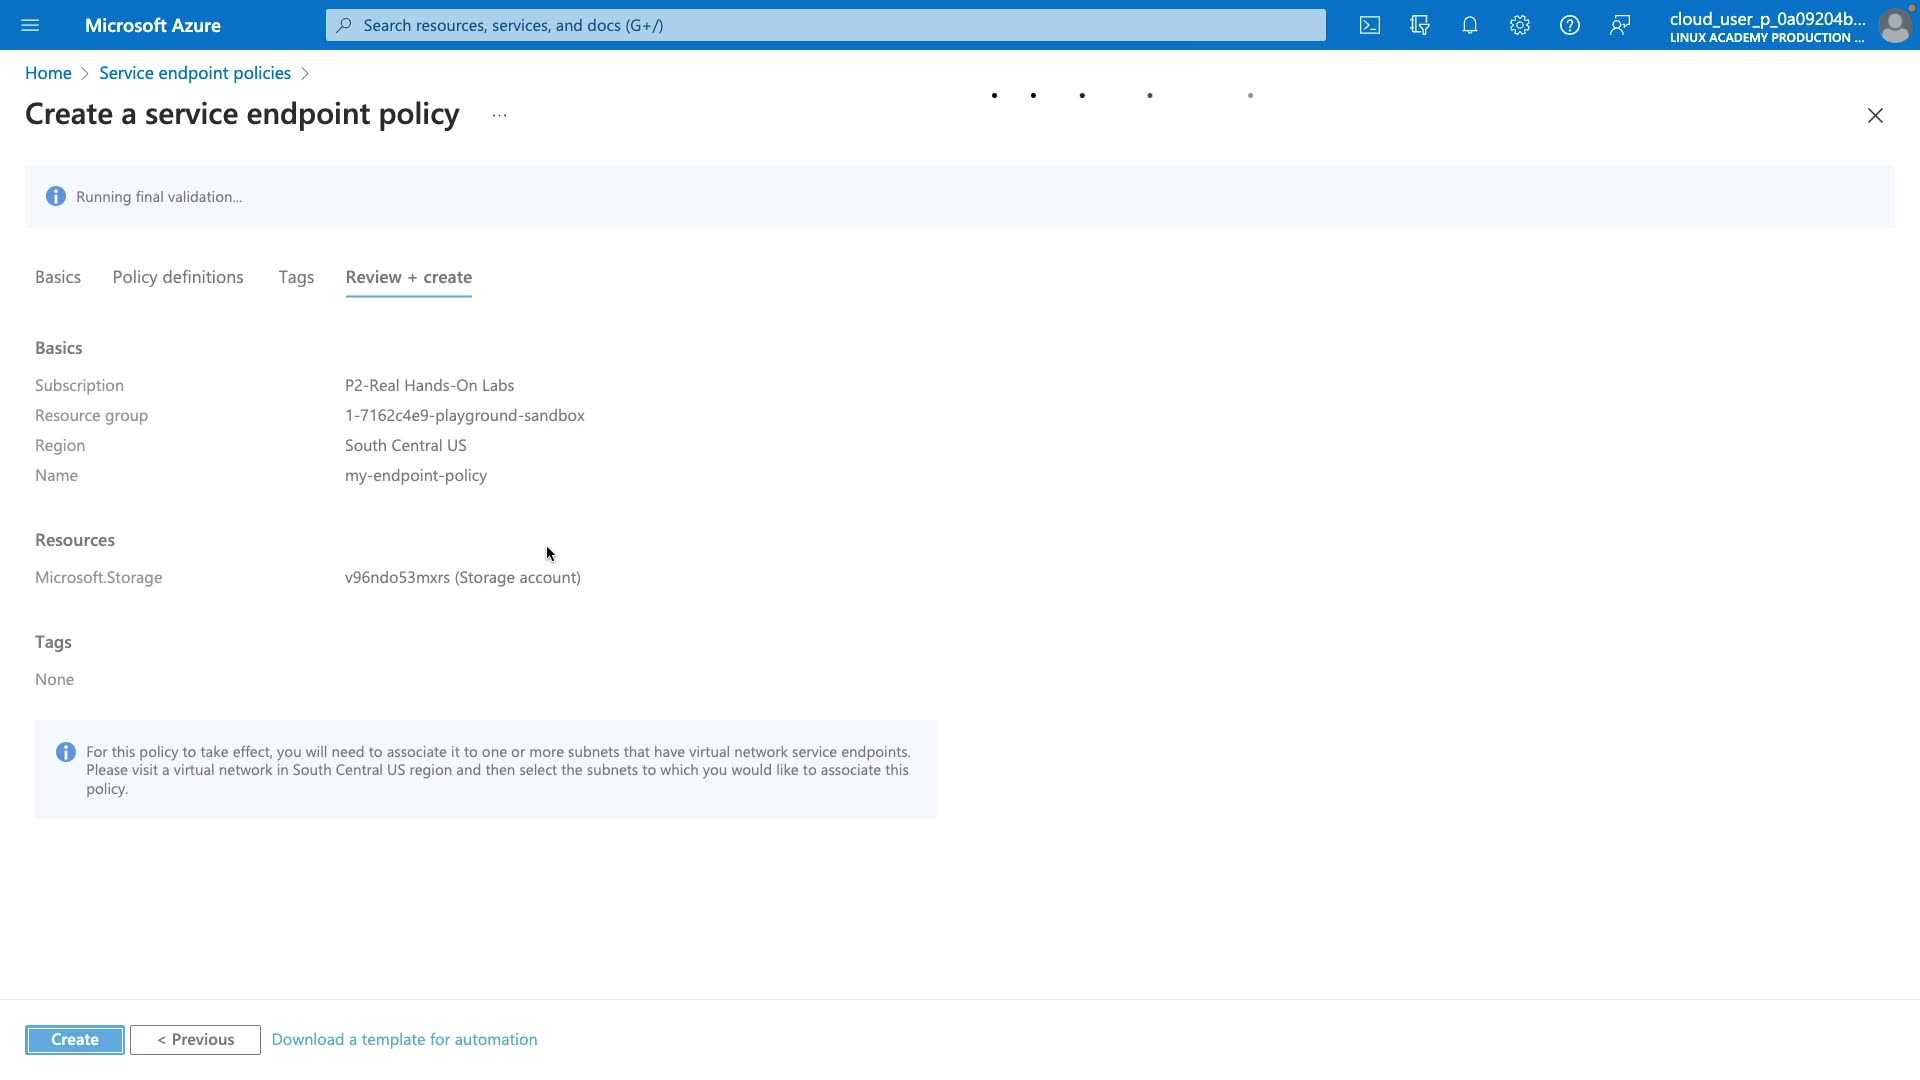 Microsoft Azure
Search resources, services, and docs (G+/)
cloud_user_p_0a09204b...
LINUX ACADEMY PRODUCTION ...
Home
Service endpoint policies
Create a service endpoint policy
...
Running final validation...
Basics
Policy definitions
Tags
Review + create
Basics
Subscription P2-Real Hands-On Labs
Resource group 1-7162c4e9-playground-sandbox
Region South Central US
Name my-endpoint-policy
Resources
Microsoft.Storage v96ndo53mxrs (Storage account)
Tags
None
For this policy to take effect, you will need to associate it to one or more subnets that have virtual network service endpoints.
Please visit a virtual network in South Central US region and then select the subnets to which you would like to associate this
policy.
Create
< Previous
Download a template for automation